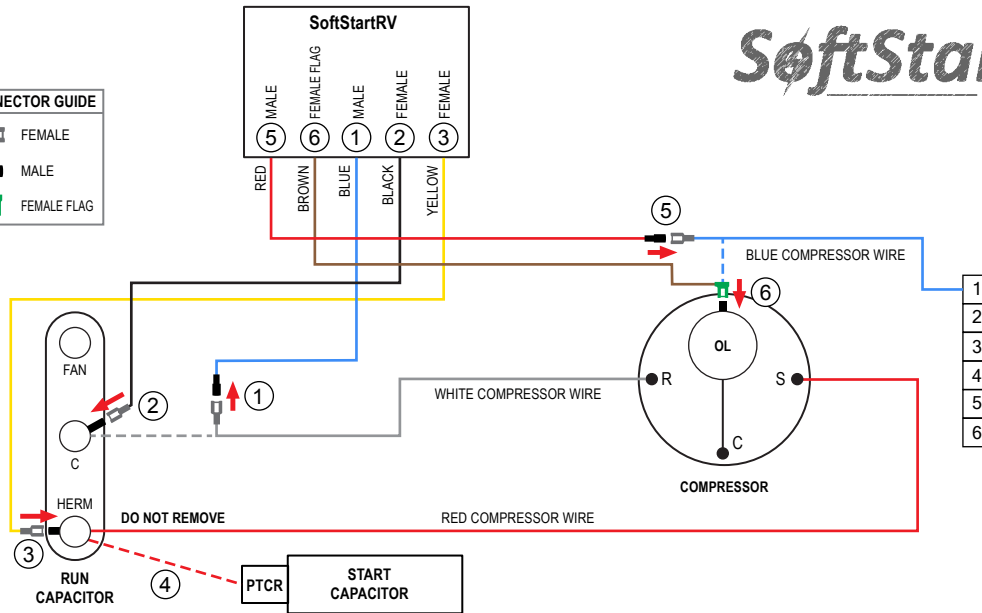 SoftStartRV
MALE
FEMALE FLAG
MALE
FEMALE
FEMALE
5
6
1
2
3
RED
BROWN
BLUE
BLACK
YELLOW
SoftSta
NECTOR GUIDE
FEMALE
MALE
FEMALE FLAG
5
BLUE COMPRESSOR WIRE
6
1
2
3
4
5
6
OL
R
S
C
COMPRESSOR
WHITE COMPRESSOR WIRE
1
FAN
2
C
HERM
DO NOT REMOVE
RED COMPRESSOR WIRE
3
4
RUN
CAPACITOR
PTCR
START
CAPACITOR